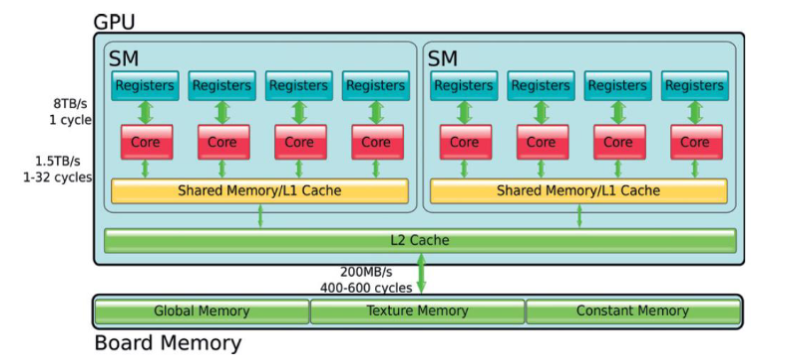 GPU
SM
SM
Registers Registers Registers Registers
Registers Registers Registers Registers
8TB/s
1 cycle
Core Core Core Core
Core Core Core Core
1.5TB/s
1-32 cycles
Shared Memory/L1 Cache
Shared Memory/L1 Cache
L2 Cache
200MB/s
400-600 cycles
Global Memory
Texture Memory
Constant Memory
Board Memory